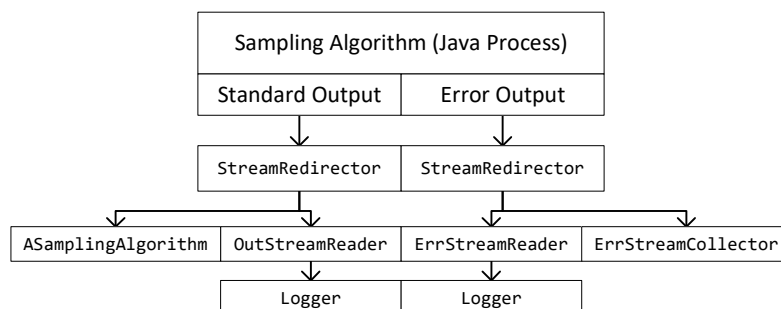 Sampling Algorithm (Java Process)
Standard Output Error Output
StreamRedirector StreamRedirector
ASamplingAlgorithm OutStreamReader ErrStreamReader ErrStreamCollector
Logger Logger